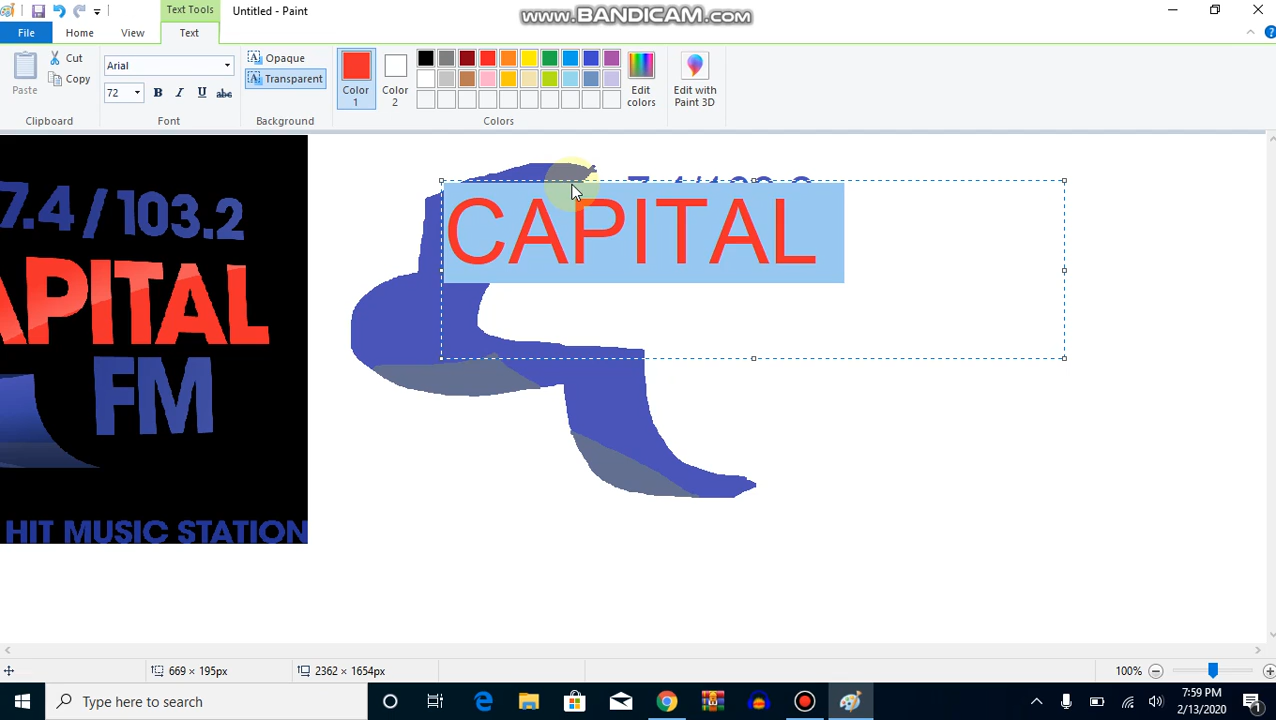 Text Tools
Untitled - Paint
www.BANDICAM.com
File
Home
View
Text
Paste
Cut
Copy
Clipboard
Arial
72
B I U abc
Font
Opaque
Transparent
Background
Color 1
Color 2
Edit colors
Colors
Edit with Paint 3D
7.4/103.2
APITAL
FM
HIT MUSIC STATION
CAPITAL
669 × 195px
2362 × 1654px
100%
Type here to search
7:59 PM
2/13/2020
1